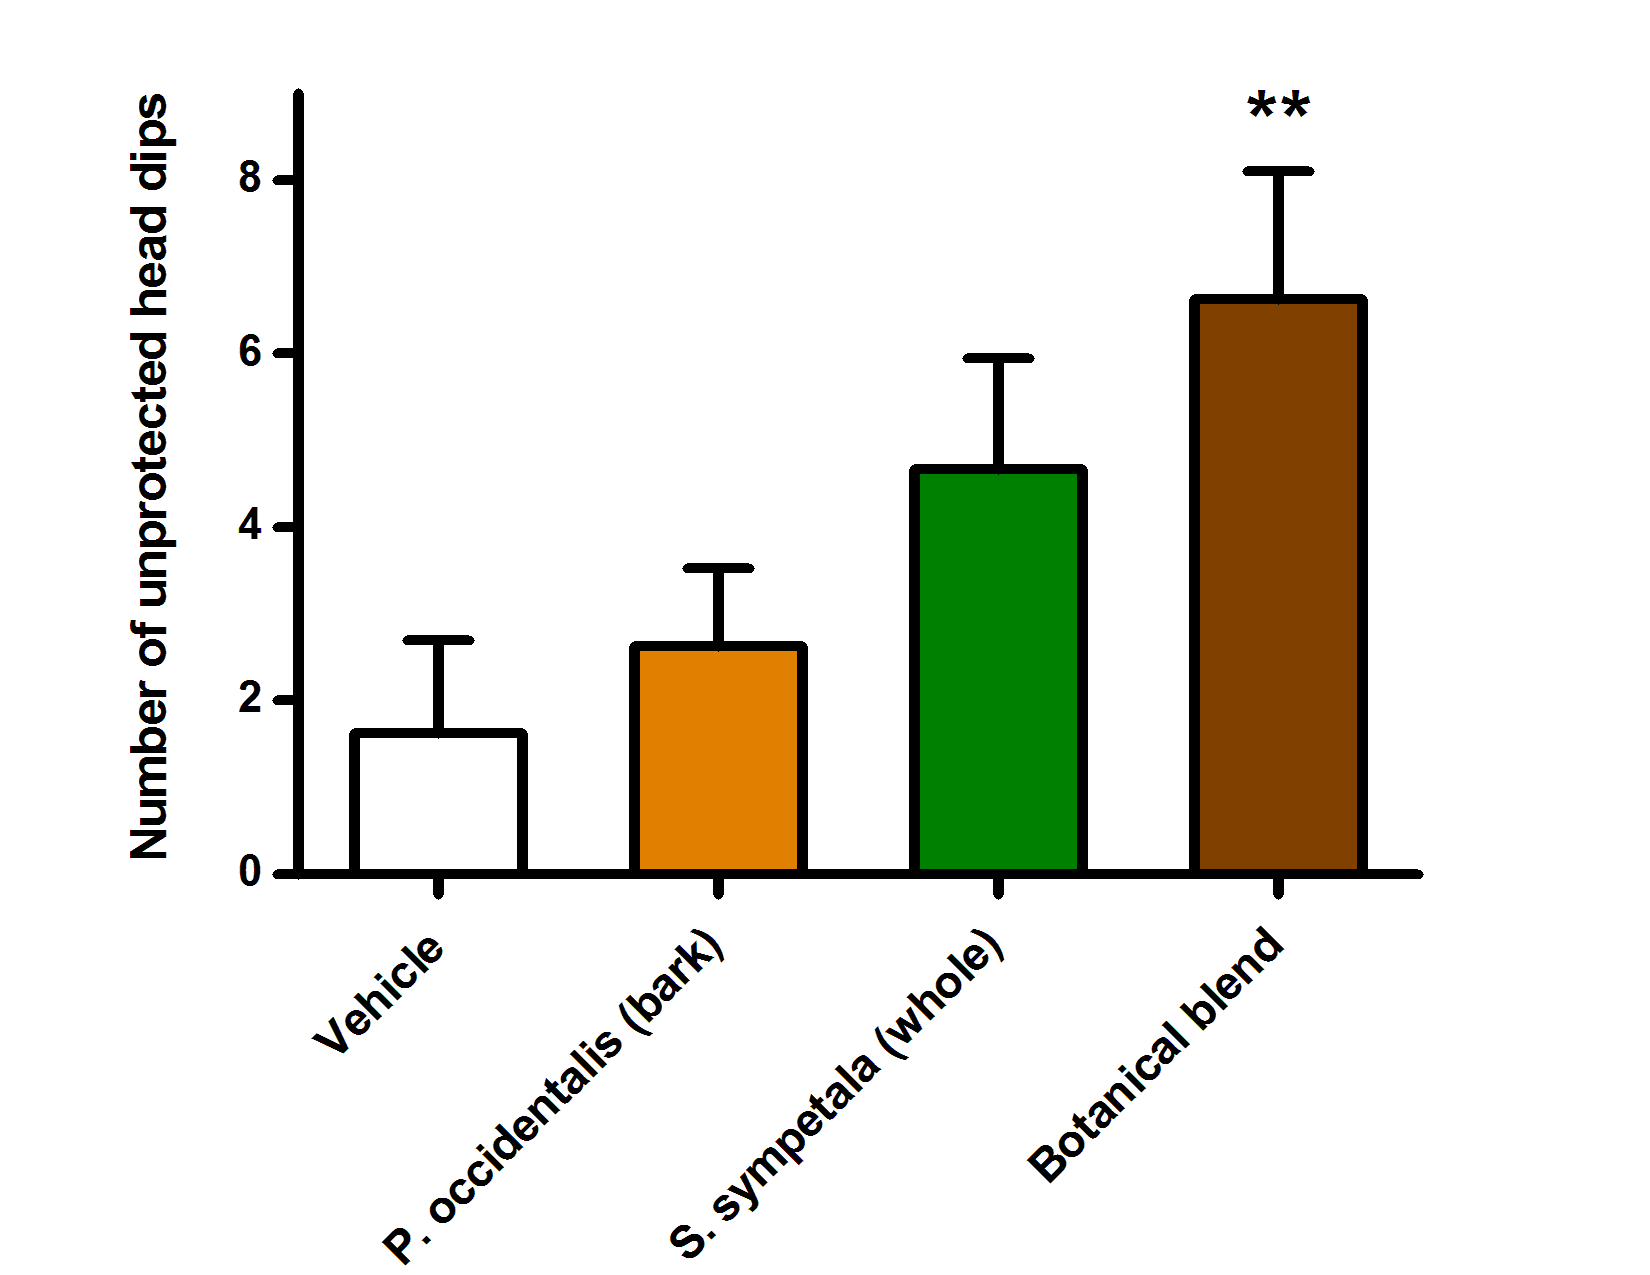 Number of unprotected head dips
**
8
6
4
2
0
Vehicle
P. occidentalis (bark)
S. sympetala (whole)
Botanical blend